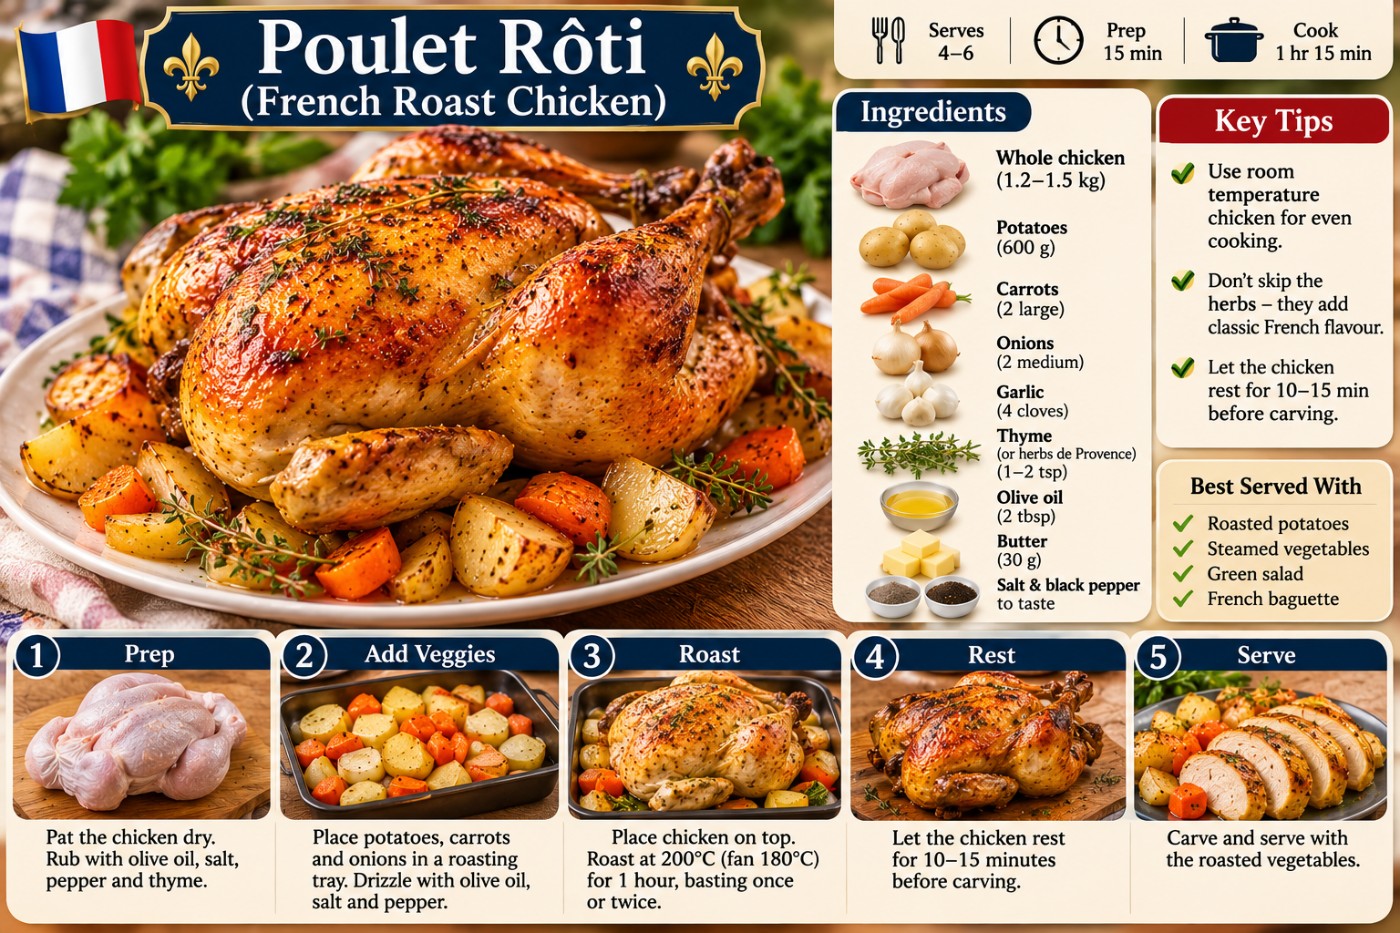 Poulet Rôti
(French Roast Chicken)
Serves
4–6
Prep
15 min
Cook
1 hr 15 min
Ingredients
Whole chicken
(1.2–1.5 kg)
Potatoes
(600 g)
Carrots
(2 large)
Onions
(2 medium)
Garlic
(4 cloves)
Thyme
(or herbs de Provence)
(1–2 tsp)
Olive oil
(2 tbsp)
Butter
(30 g)
Salt & black pepper
to taste
Key Tips
Use room
temperature
chicken for even
cooking.
Don’t skip the
herbs – they add
classic French flavour.
Let the chicken
rest for 10–15 min
before carving.
Best Served With
Roasted potatoes
Steamed vegetables
Green salad
French baguette
1 Prep
Pat the chicken dry.
Rub with olive oil, salt,
pepper and thyme.
2 Add Veggies
Place potatoes, carrots
and onions in a roasting
tray. Drizzle with olive oil,
salt and pepper.
3 Roast
Place chicken on top.
Roast at 200°C (fan 180°C)
for 1 hour, basting once
or twice.
4 Rest
Let the chicken rest
for 10–15 minutes
before carving.
5 Serve
Carve and serve with
the roasted vegetables.